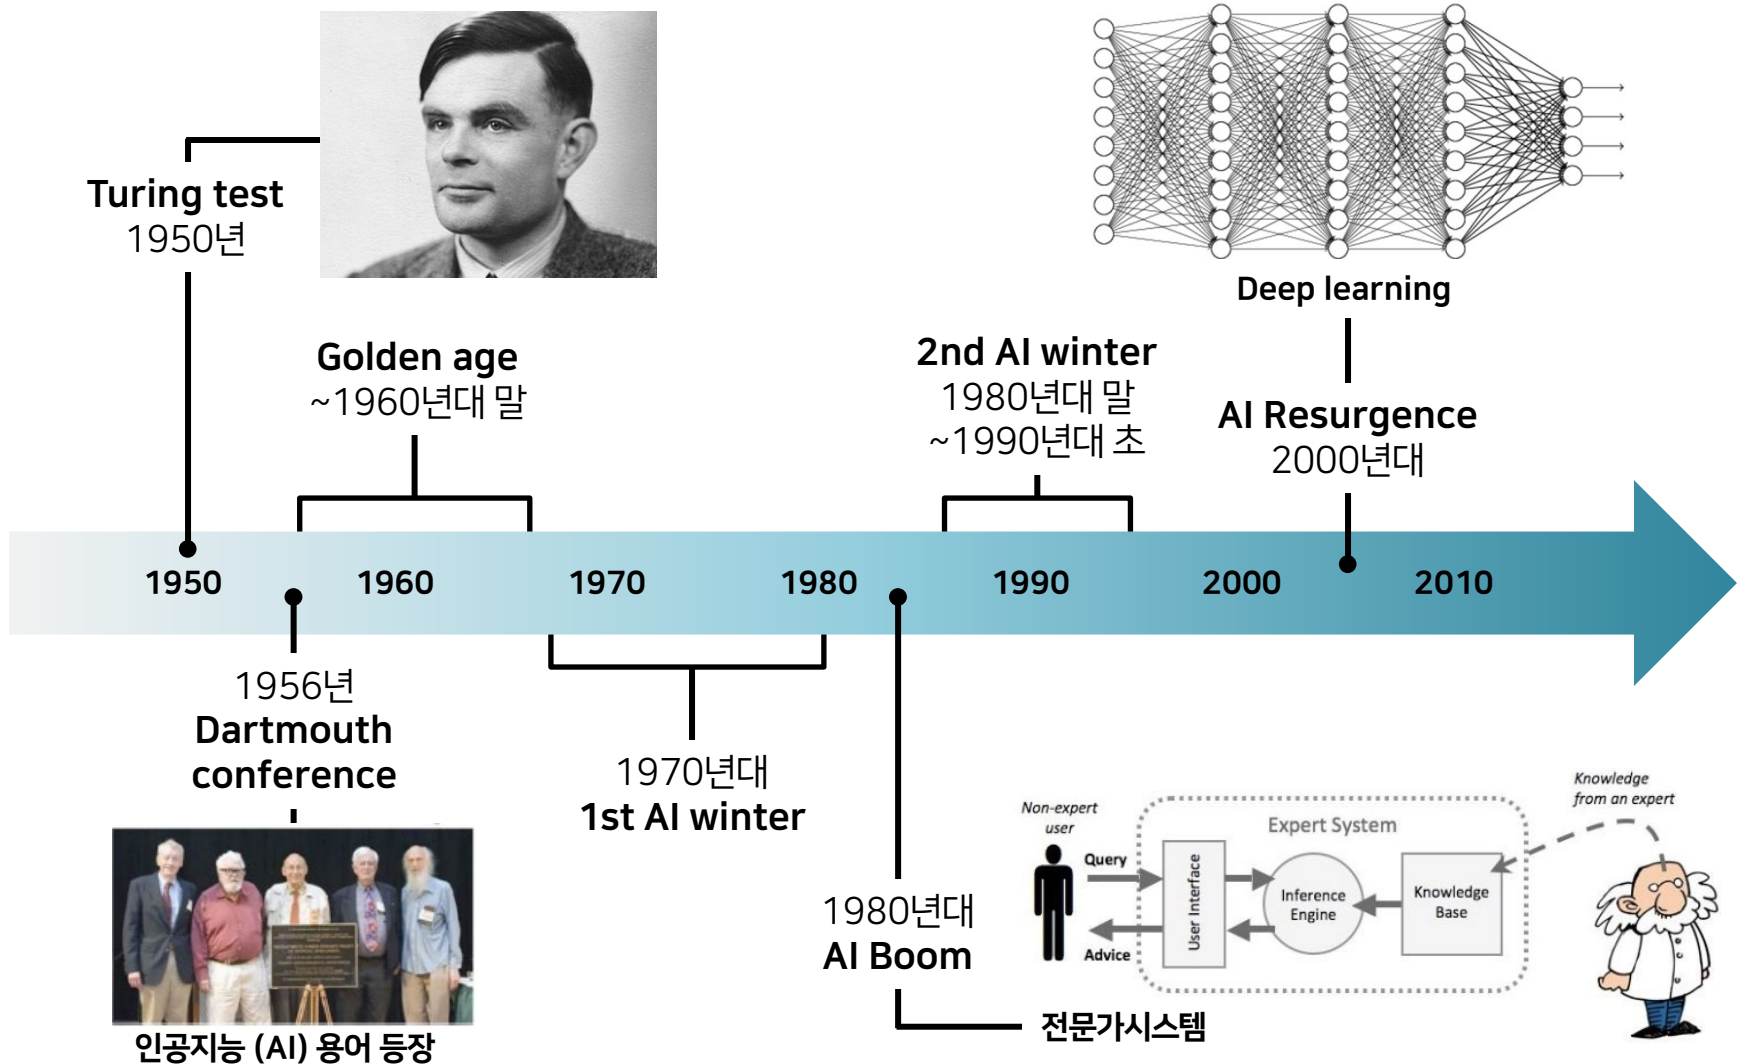 Turing test
1950년
Golden age
~1960년대 말
2nd AI winter
1980년대 말
~1990년대 초
Deep learning
AI Resurgence
2000년대
1950
1960
1970
1980
1990
2000
2010
1956년
Dartmouth
conference
인공지능 (AI) 용어 등장
1970년대
1st AI winter
1980년대
AI Boom
전문가시스템
Non-expert
user
Query
Advice
Expert System
User Interface
Inference
Engine
Knowledge
Base
Knowledge
from an expert